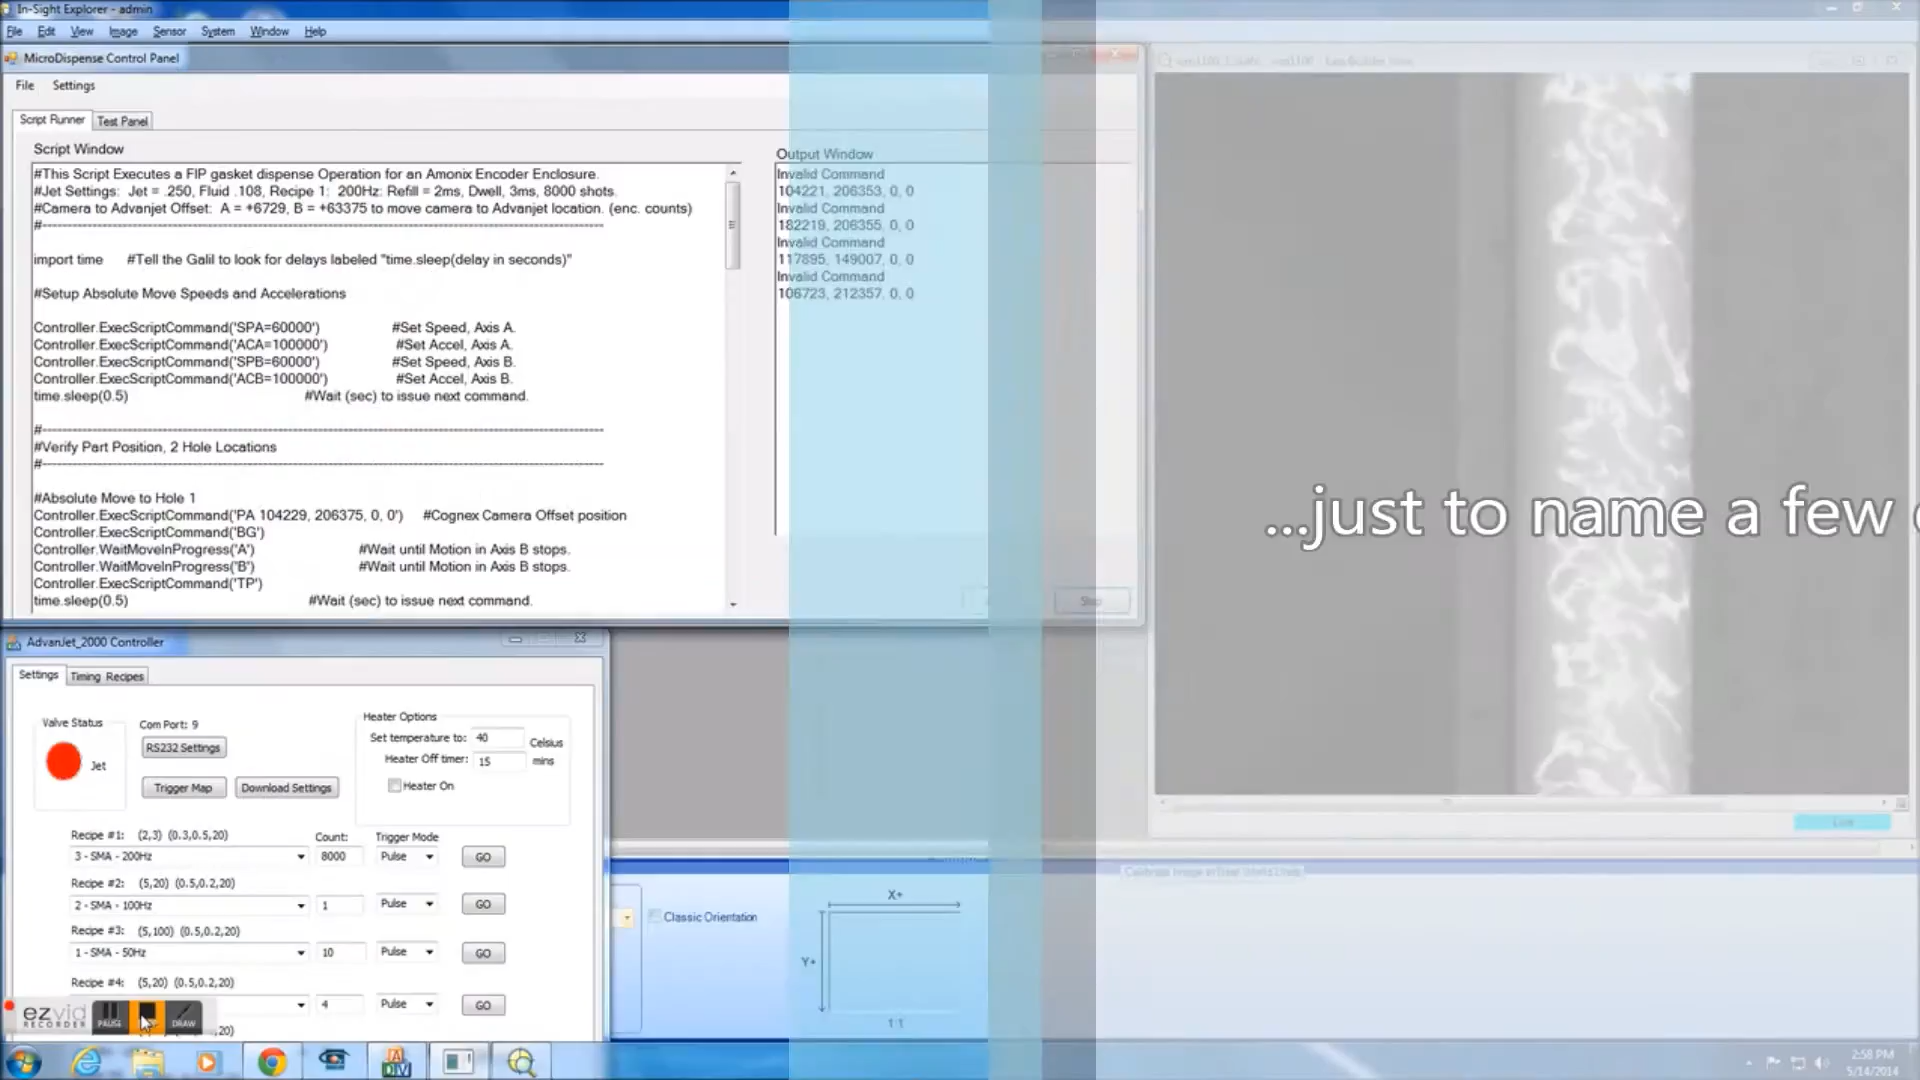 In-Sight Explorer - admin
File Edit View Image Sensor System Window Help
MicroDispense Control Panel
File Settings
Script Runner Test Panel
Script Window
#This Script Executes a FIP gasket dispense Operation for an Amonix Encoder Enclosure.
#Jet Settings: Jet = .250, Fluid .108, Recipe 1: 200Hz: Refill = 2ms, Dwell, 3ms, 8000 shots.
#Camera to Advanjet Offset: A = +6729, B = +63375 to move camera to Advanjet location. (enc. counts)
#--------------------------------------------------------------------------------
import time #Tell the Galil to look for delays labeled "time.sleep(delay in seconds)"
#Setup Absolute Move Speeds and Accelerations
Controller.ExecScriptCommand('SPA=60000') #Set Speed, Axis A.
Controller.ExecScriptCommand('ACA=100000') #Set Accel, Axis A.
Controller.ExecScriptCommand('SPB=60000') #Set Speed, Axis B.
Controller.ExecScriptCommand('ACB=100000') #Set Accel, Axis B.
time.sleep(0.5) #Wait (sec) to issue next command.
#--------------------------------------------------------------------------------
#Verify Part Position, 2 Hole Locations
#--------------------------------------------------------------------------------
#Absolute Move to Hole 1
Controller.ExecScriptCommand('PA 104229, 206375, 0, 0') #Cognex Camera Offset position
Controller.ExecScriptCommand('BG')
Controller.WaitMoveInProgress('A') #Wait until Motion in Axis B stops.
Controller.WaitMoveInProgress('B') #Wait until Motion in Axis B stops.
Controller.ExecScriptCommand('TP')
time.sleep(0.5) #Wait (sec) to issue next command.
Output Window
Invalid Command
104221, 206353, 0, 0
Invalid Command
182219, 206355, 0, 0
Invalid Command
117895, 149007, 0, 0
Invalid Command
106723, 212357, 0, 0
Stop
...just to name a few
AdvanJet_2000 Controller
Settings Timing Recipes
Valve Status
Jet
Com Port: 9
RS232 Settings
Trigger Map Download Settings
Heater Options
Set temperature to: 40 Celsius
Heater Off timer: 15 mins
Heater On
Recipe #1: (2,3) (0.3,0.5,20) Count: Trigger Mode
3 - SMA - 200Hz 8000 Pulse GO
Recipe #2: (5,20) (0.5,0.2,20)
2 - SMA - 100Hz 1 Pulse GO
Recipe #3: (5,100) (0.5,0.2,20)
1 - SMA - 50Hz 10 Pulse GO
Recipe #4: (5,20) (0.5,0.2,20)
4 Pulse GO
,20)
ezvid
RECORDER
PAUSE DRAW
Classic Orientation
X+
Y+
1:1
2:58 PM
5/14/2014